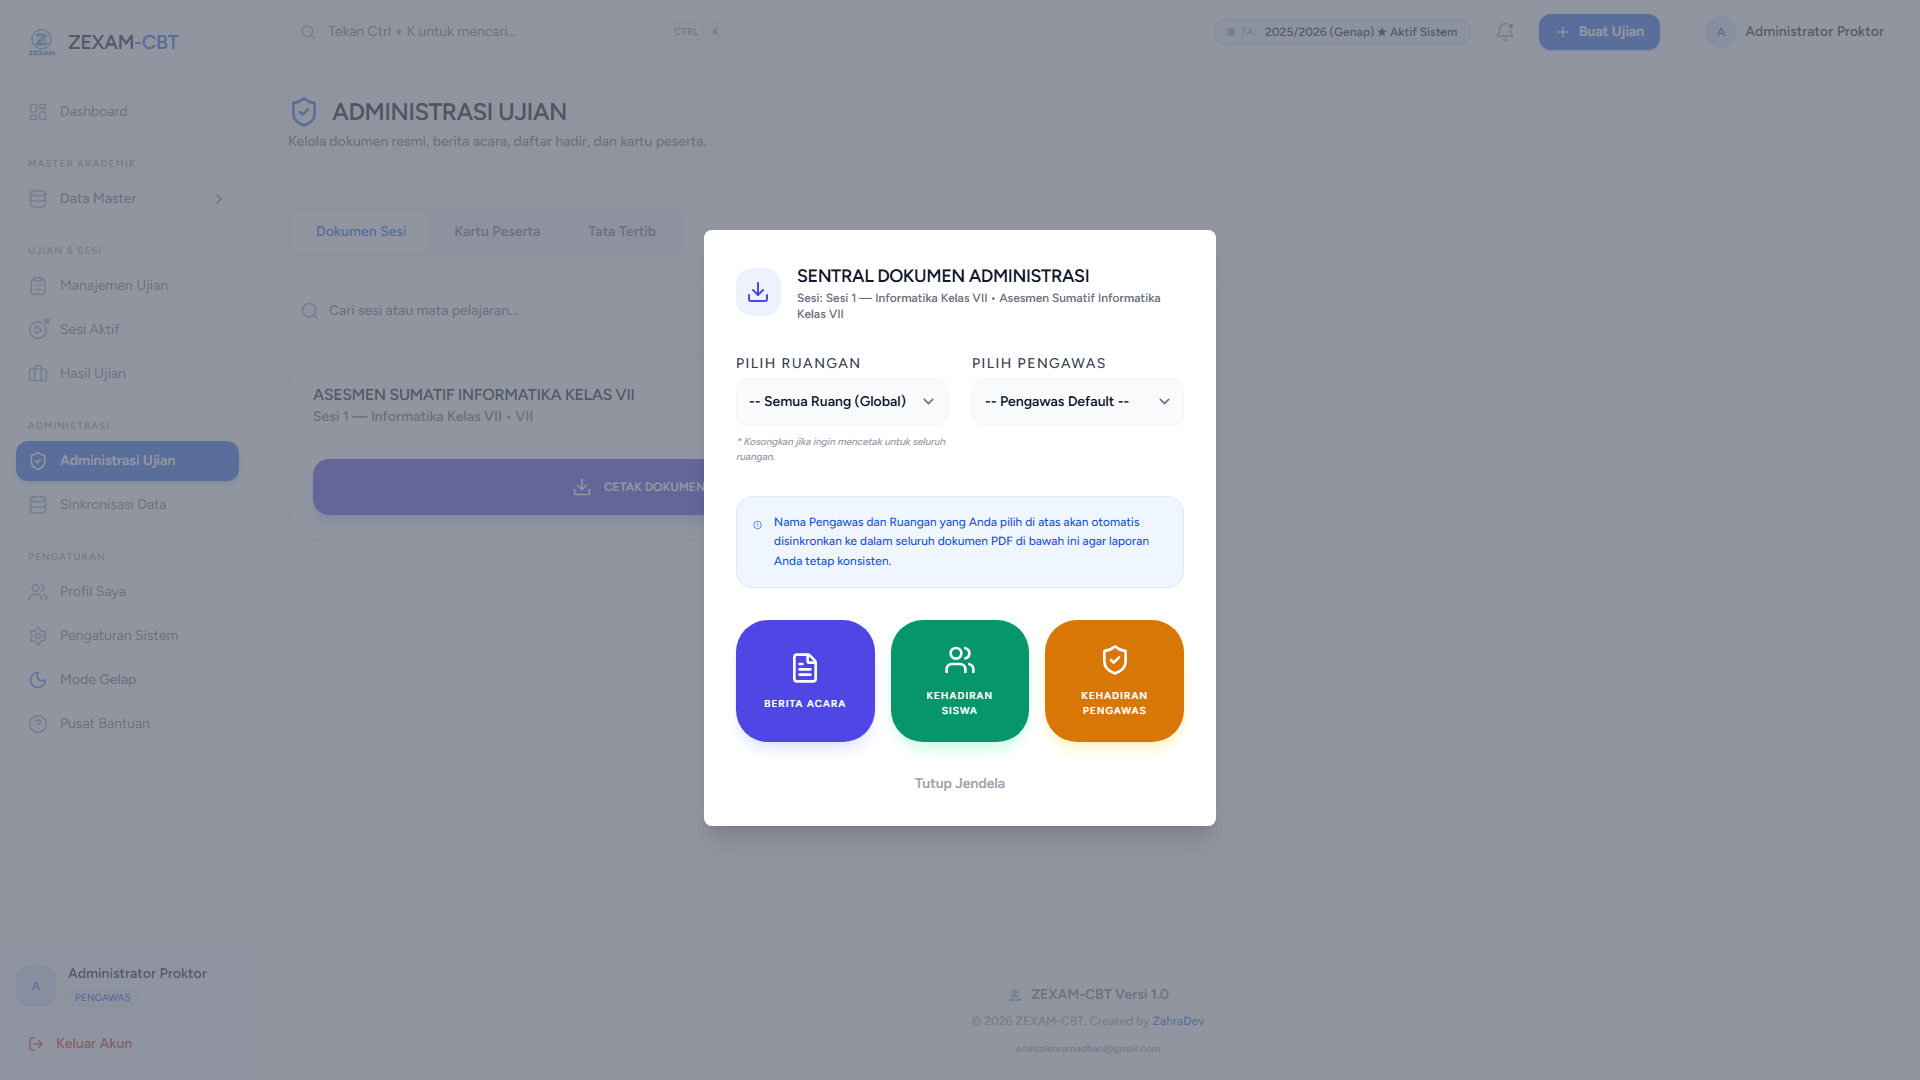 ZEXAM
ZEXAM-CBT
Tekan Ctrl + K untuk mencari...
CTRL
K
TA:
2025/2026 (Genap) ★ Aktif Sistem
Buat Ujian
A
Administrator Proktor
Dashboard
MASTER AKADEMIK
Data Master
UJIAN & SESI
Manajemen Ujian
Sesi Aktif
Hasil Ujian
ADMINISTRASI
Administrasi Ujian
Sinkronisasi Data
PENGATURAN
Profil Saya
Pengaturan Sistem
Mode Gelap
Pusat Bantuan
A
Administrator Proktor
PENGAWAS
Keluar Akun
ADMINISTRASI UJIAN
Kelola dokumen resmi, berita acara, daftar hadir, dan kartu peserta.
Dokumen Sesi
Kartu Peserta
Tata Tertib
Cari sesi atau mata pelajaran...
ASESMEN SUMATIF INFORMATIKA KELAS VII
Sesi 1 — Informatika Kelas VII • VII
CETAK DOKUMEN
SENTRAL DOKUMEN ADMINISTRASI
Sesi: Sesi 1 — Informatika Kelas VII • Asesmen Sumatif Informatika
Kelas VII
PILIH RUANGAN
-- Semua Ruang (Global)
* Kosongkan jika ingin mencetak untuk seluruh
ruangan.
PILIH PENGAWAS
-- Pengawas Default --
Nama Pengawas dan Ruangan yang Anda pilih di atas akan otomatis
disinkronkan ke dalam seluruh dokumen PDF di bawah ini agar laporan
Anda tetap konsisten.
BERITA ACARA
KEHADIRAN
SISWA
KEHADIRAN
PENGAWAS
Tutup Jendela
ZEXAM-CBT Versi 1.0
© 2026 ZEXAM-CBT. Created by ZahraDev
emilsalimramadhan@gmail.com